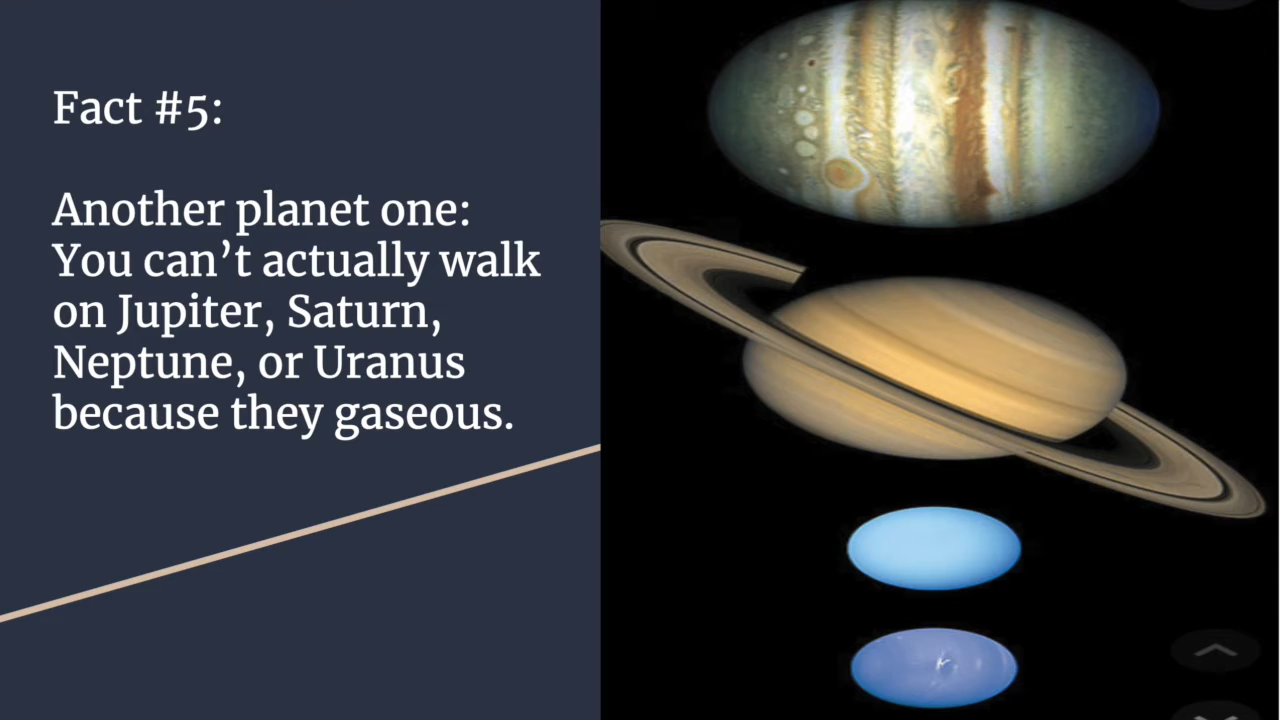 Fact #5:
Another planet one:
You can’t actually walk
on Jupiter, Saturn,
Neptune, or Uranus
because they gaseous.